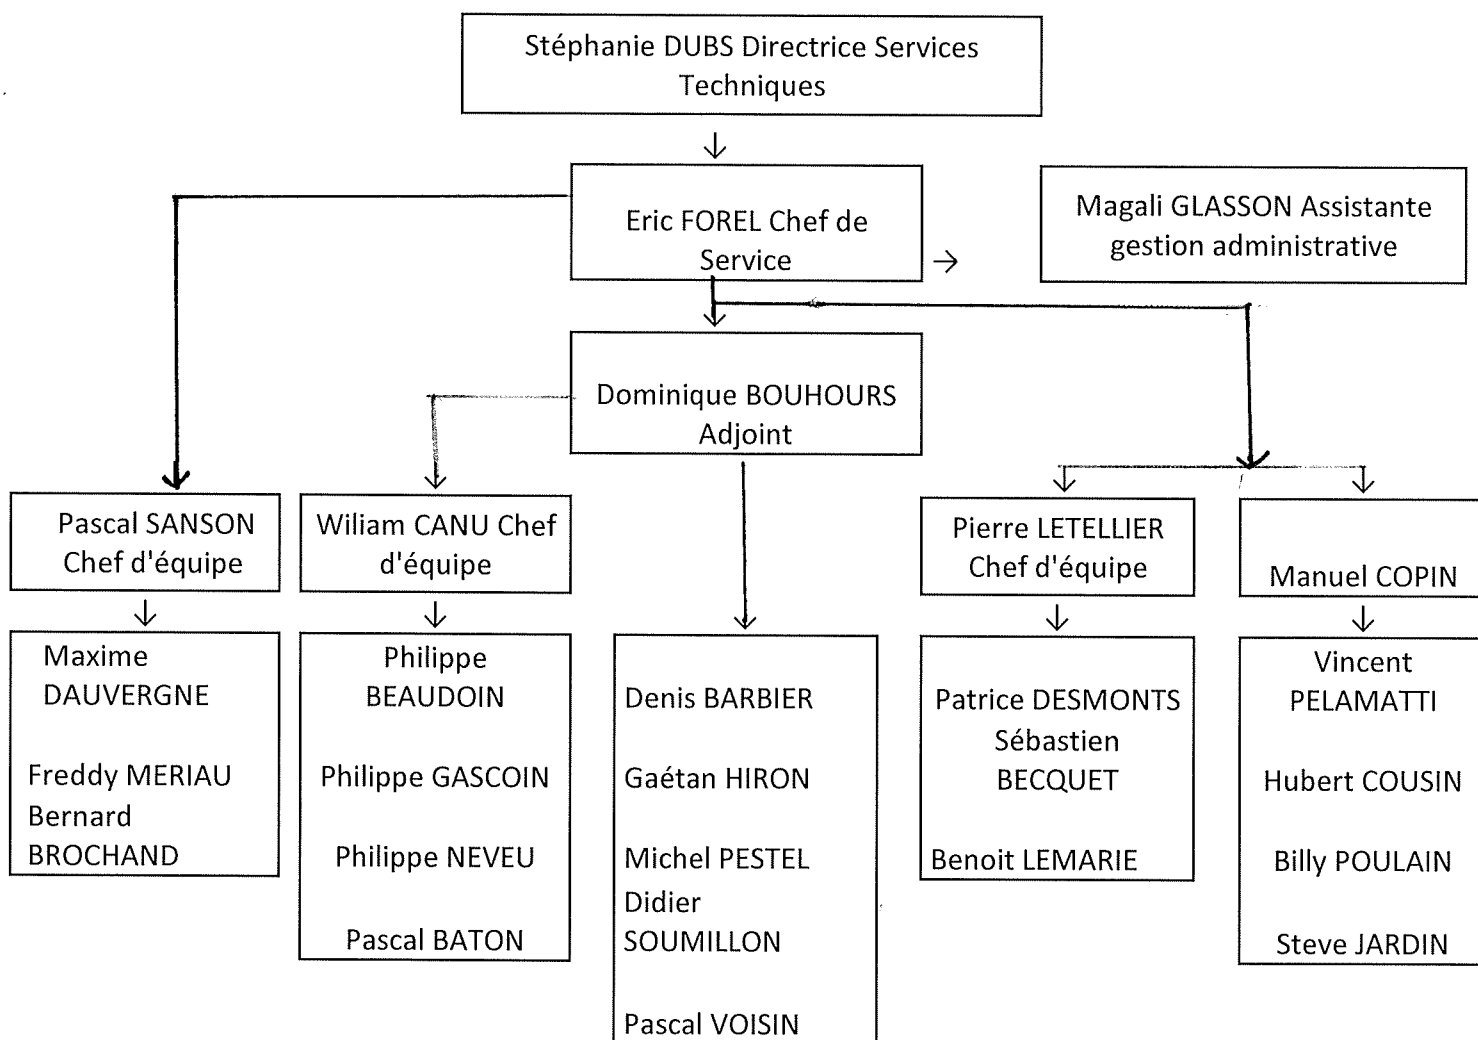 Stéphanie DUBS Directrice Services
Techniques
Eric FOREL Chef de
Service
Magali GLASSON Assistante
gestion administrative
Dominique BOUHOURS
Adjoint
Pascal SANSON
Chef d'équipe
Wiliam CANU Chef
d'équipe
Pierre LETELLIER
Chef d'équipe
Manuel COPIN
Maxime
DAUVERGNE
Freddy MERIAU
Bernard
BROCHAND
Philippe
BEAUDOIN
Philippe GASCOIN
Philippe NEVEU
Pascal BATON
Denis BARBIER
Gaétan HIRON
Michel PESTEL
Didier
SOUMILLON
Pascal VOISIN
Patrice DESMONTS
Sébastien
BECQUET
Benoit LEMARIE
Vincent
PELAMATTI
Hubert COUSIN
Billy POULAIN
Steve JARDIN